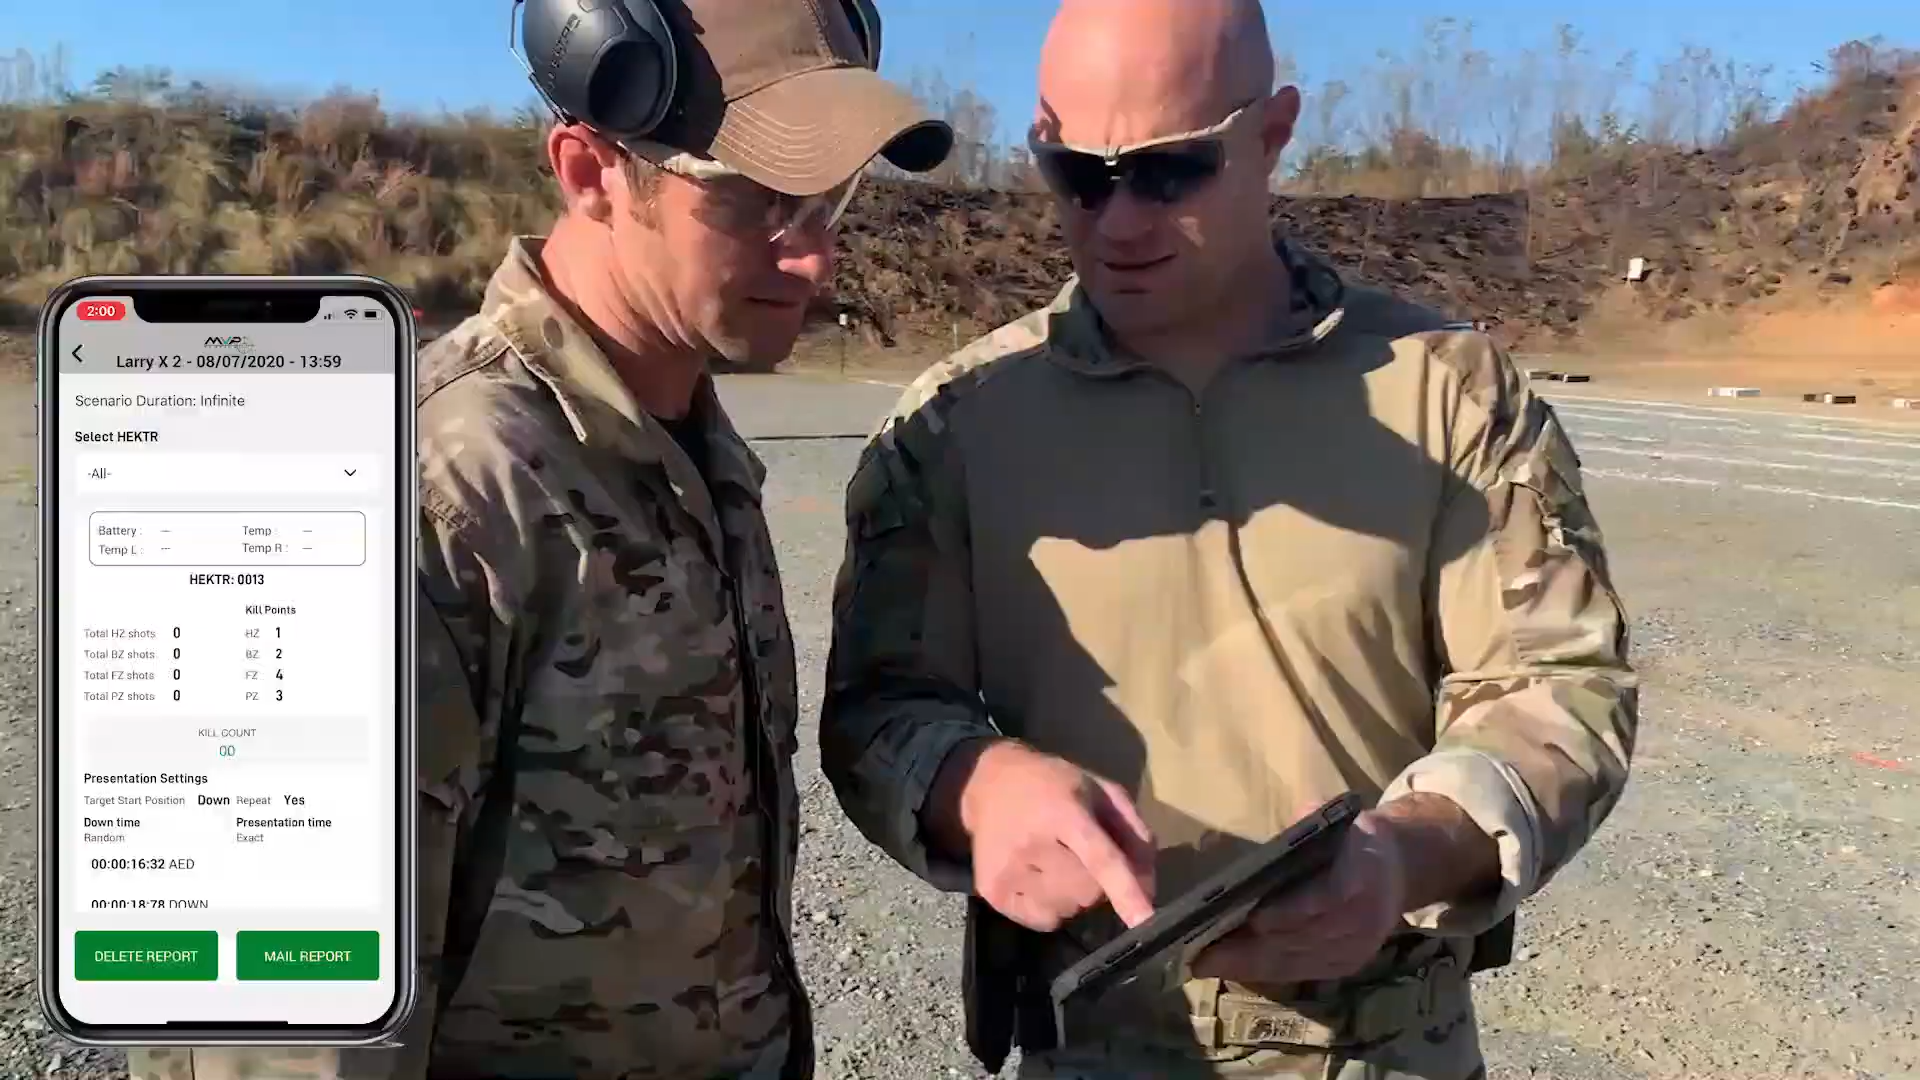 2:00
MVP
Larry X 2 - 08/07/2020 - 13:59
Scenario Duration: Infinite
Select HEKTR
-All-
Battery : --- Temp : ---
Temp L : --- Temp R : ---
HEKTR: 0013
Kill Points
Total HZ shots 0 HZ 1
Total BZ shots 0 BZ 2
Total FZ shots 0 FZ 4
Total PZ shots 0 PZ 3
KILL COUNT
00
Presentation Settings
Target Start Position Down Repeat Yes
Down time Presentation time
Random Exact
00:00:16:32 AED
00:00:18:78 DOWN
DELETE REPORT MAIL REPORT